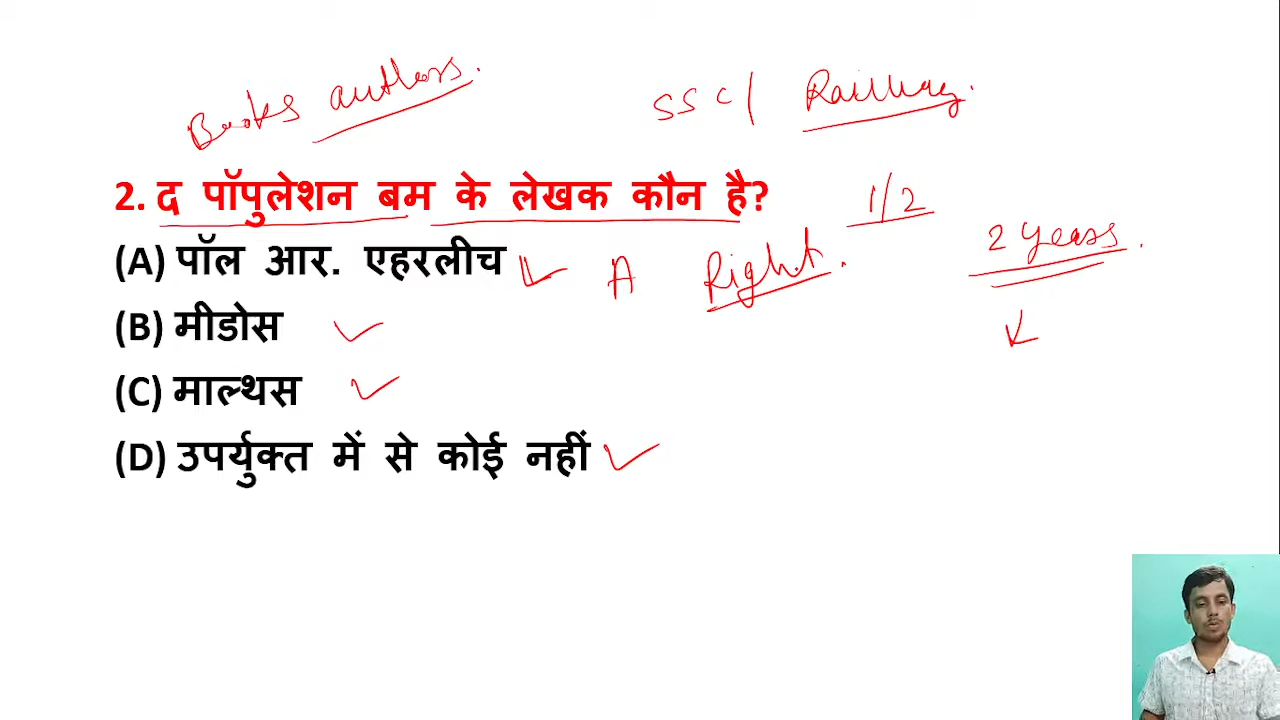 Books authors.
SSC/ Railway.
2. द पॉपुलेशन बम के लेखक कौन है?
1/2
2 years.
(A) पॉल आर. एहरलीच
A Right.
(B) मीडोस
(C) माल्थस
(D) उपर्युक्त में से कोई नहीं